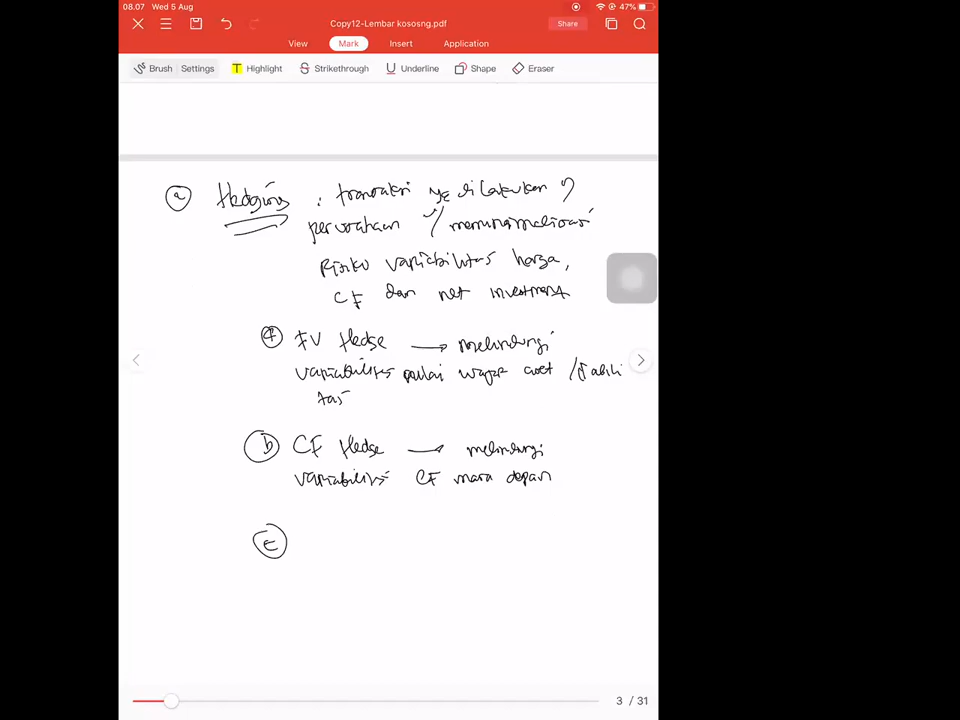 08.07 Wed 5 Aug
47%
Copy12-Lembar kososng.pdf
Share
View Mark Insert Application
Brush Settings T Highlight S Strikethrough U Underline Shape Eraser
a Hedging : transaksi yg dilakukan
perusahaan u/ meminimalisasi
Risiko variabilitas harga,
CF dan net investment
a FV Hedge → melindungi
variabilitas nilai wajar aset / liabili
tas
b CF Hedge → melindungi
variabilitas CF masa depan
c
3 / 31